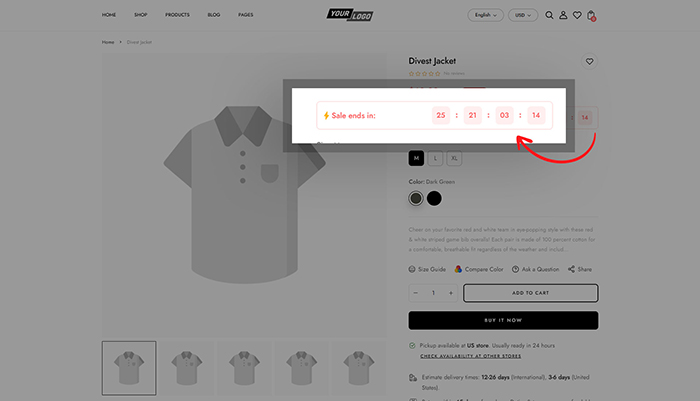 HOME SHOP PRODUCTS BLOG PAGES
YOUR LOGO
English USD
Home • Divest Jacket
Divest Jacket
No reviews
Sale ends in: 25 : 21 : 03 : 14
: 14
M L XL
Color: Dark Green
Cheer on your favorite red and white team in eye-popping style with these red
& white striped game bib overalls! Each pair is made of 100 percent cotton for
a comfortable, breathable fit regardless of the weather and includ...
Size Guide Compare Color Ask a Question Share
− 1 + ADD TO CART
BUY IT NOW
Pickup available at US store. Usually ready in 24 hours
CHECK AVAILABILITY AT OTHER STORES
Estimate delivery times: 12-26 days (International), 3-6 days (United
States).